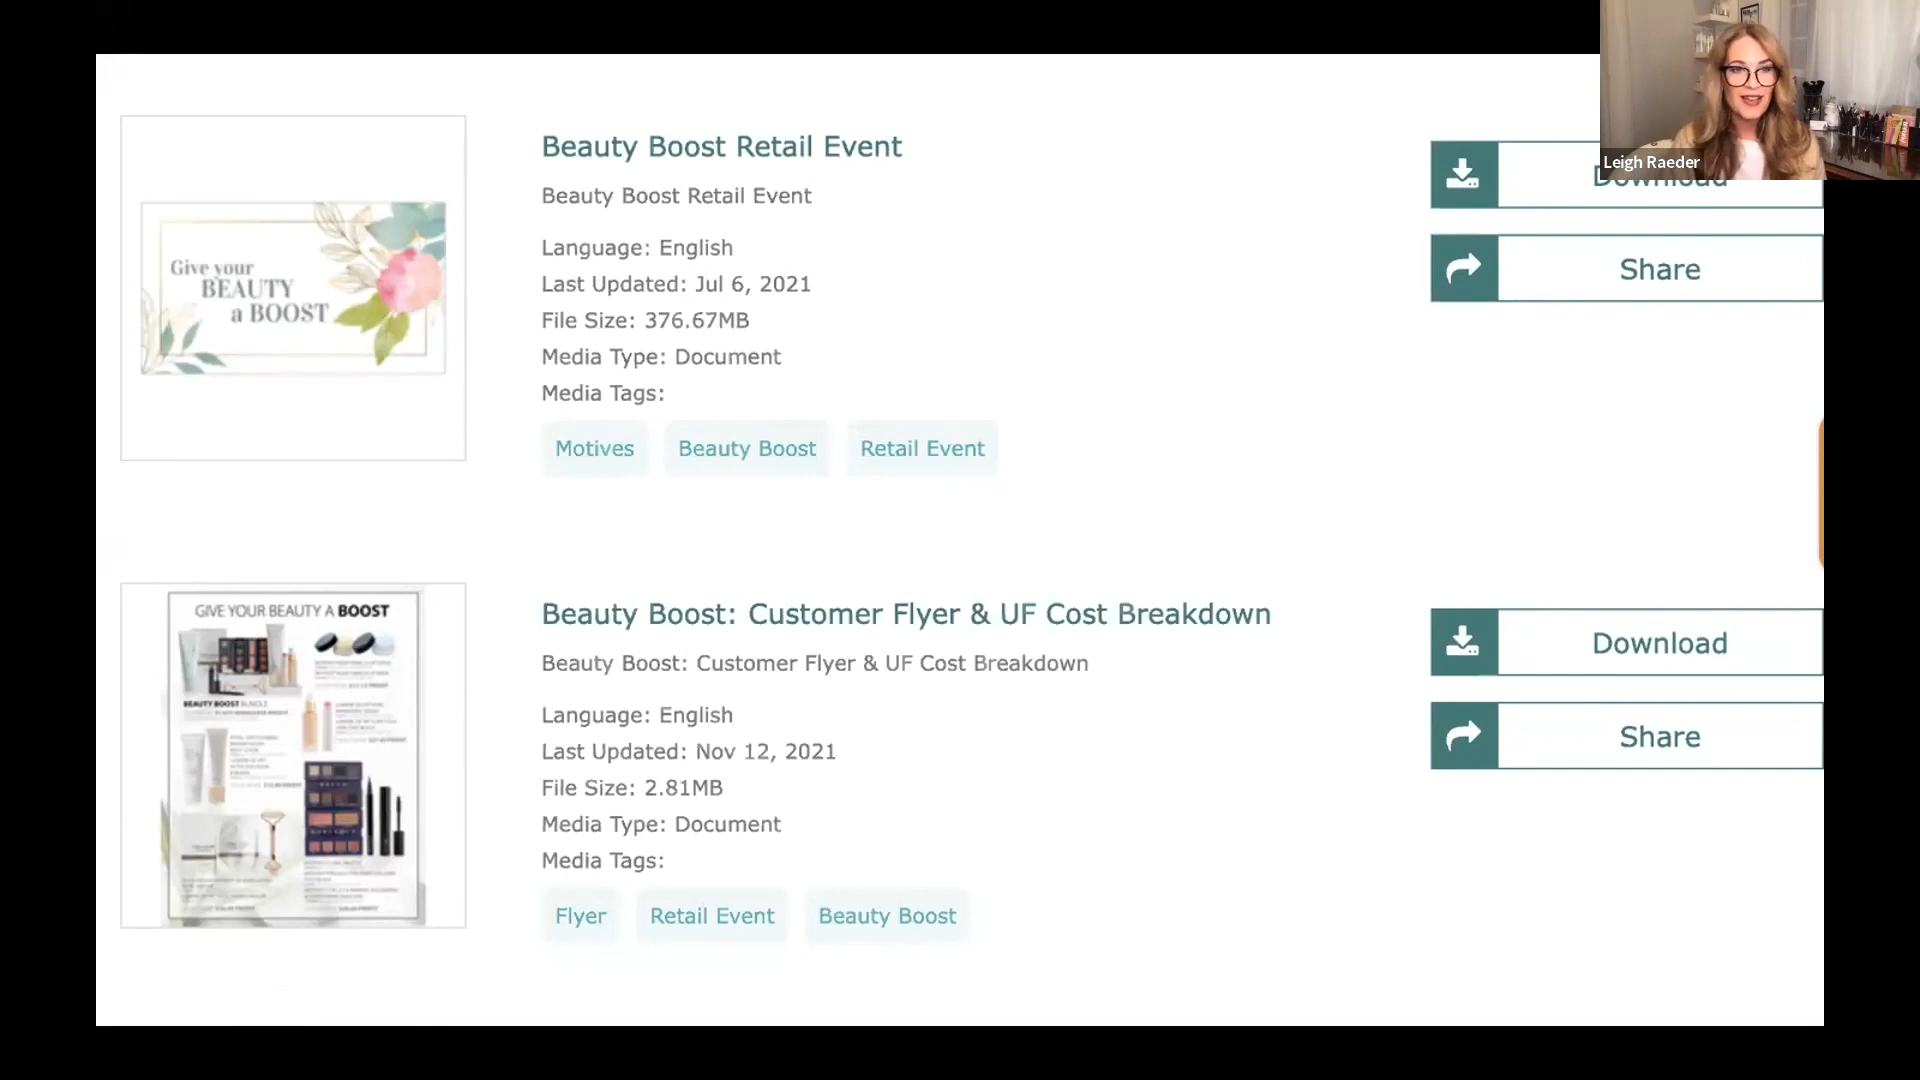 Leigh Raeder
Give your
BEAUTY
a BOOST
Beauty Boost Retail Event
Beauty Boost Retail Event
Language: English
Last Updated: Jul 6, 2021
File Size: 376.67MB
Media Type: Document
Media Tags:
Motives
Beauty Boost
Retail Event
Download
Share
GIVE YOUR BEAUTY A BOOST
BEAUTY BOOST BUNDLE
Beauty Boost: Customer Flyer & UF Cost Breakdown
Beauty Boost: Customer Flyer & UF Cost Breakdown
Language: English
Last Updated: Nov 12, 2021
File Size: 2.81MB
Media Type: Document
Media Tags:
Flyer
Retail Event
Beauty Boost
Download
Share